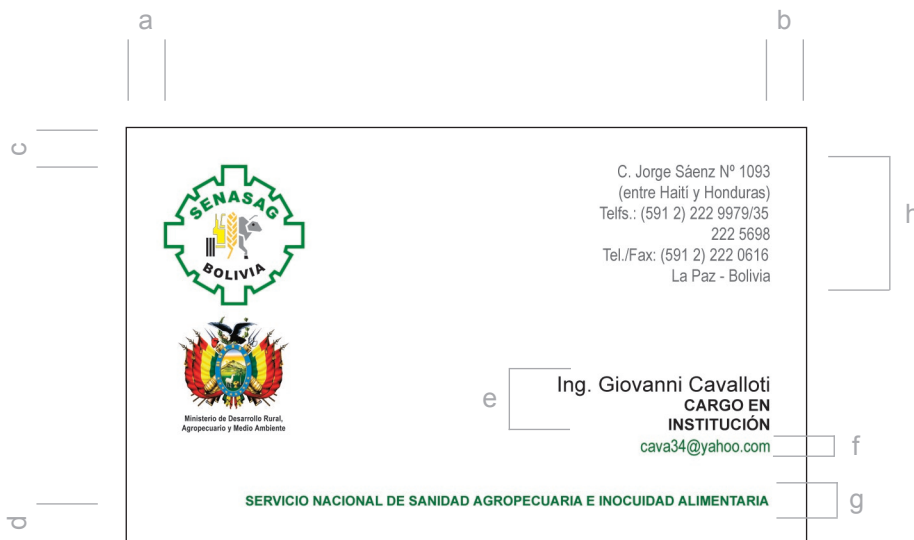 a
b
c
C. Jorge Sáenz Nº 1093
(entre Haití y Honduras)
Telfs.: (591 2) 222 9979/35
222 5698
Tel./Fax: (591 2) 222 0616
La Paz - Bolivia
h
SENASAG
BOLIVIA
Ministerio de Desarrollo Rural,
Agropecuario y Medio Ambiente
e
Ing. Giovanni Cavalloti
CARGO EN
INSTITUCIÓN
cava34@yahoo.com
f
SERVICIO NACIONAL DE SANIDAD AGROPECUARIA E INOCUIDAD ALIMENTARIA
g
d